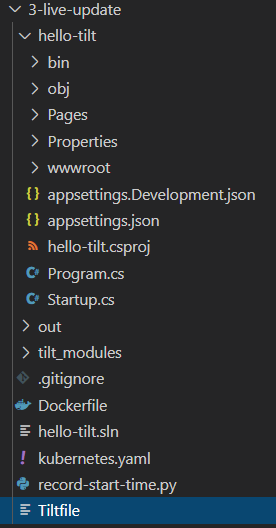 3-live-update
hello-tilt
bin
obj
Pages
Properties
wwwroot
{} appsettings.Development.json
{} appsettings.json
hello-tilt.csproj
C# Program.cs
C# Startup.cs
out
tilt_modules
.gitignore
Dockerfile
hello-tilt.sln
! kubernetes.yaml
record-start-time.py
Tiltfile